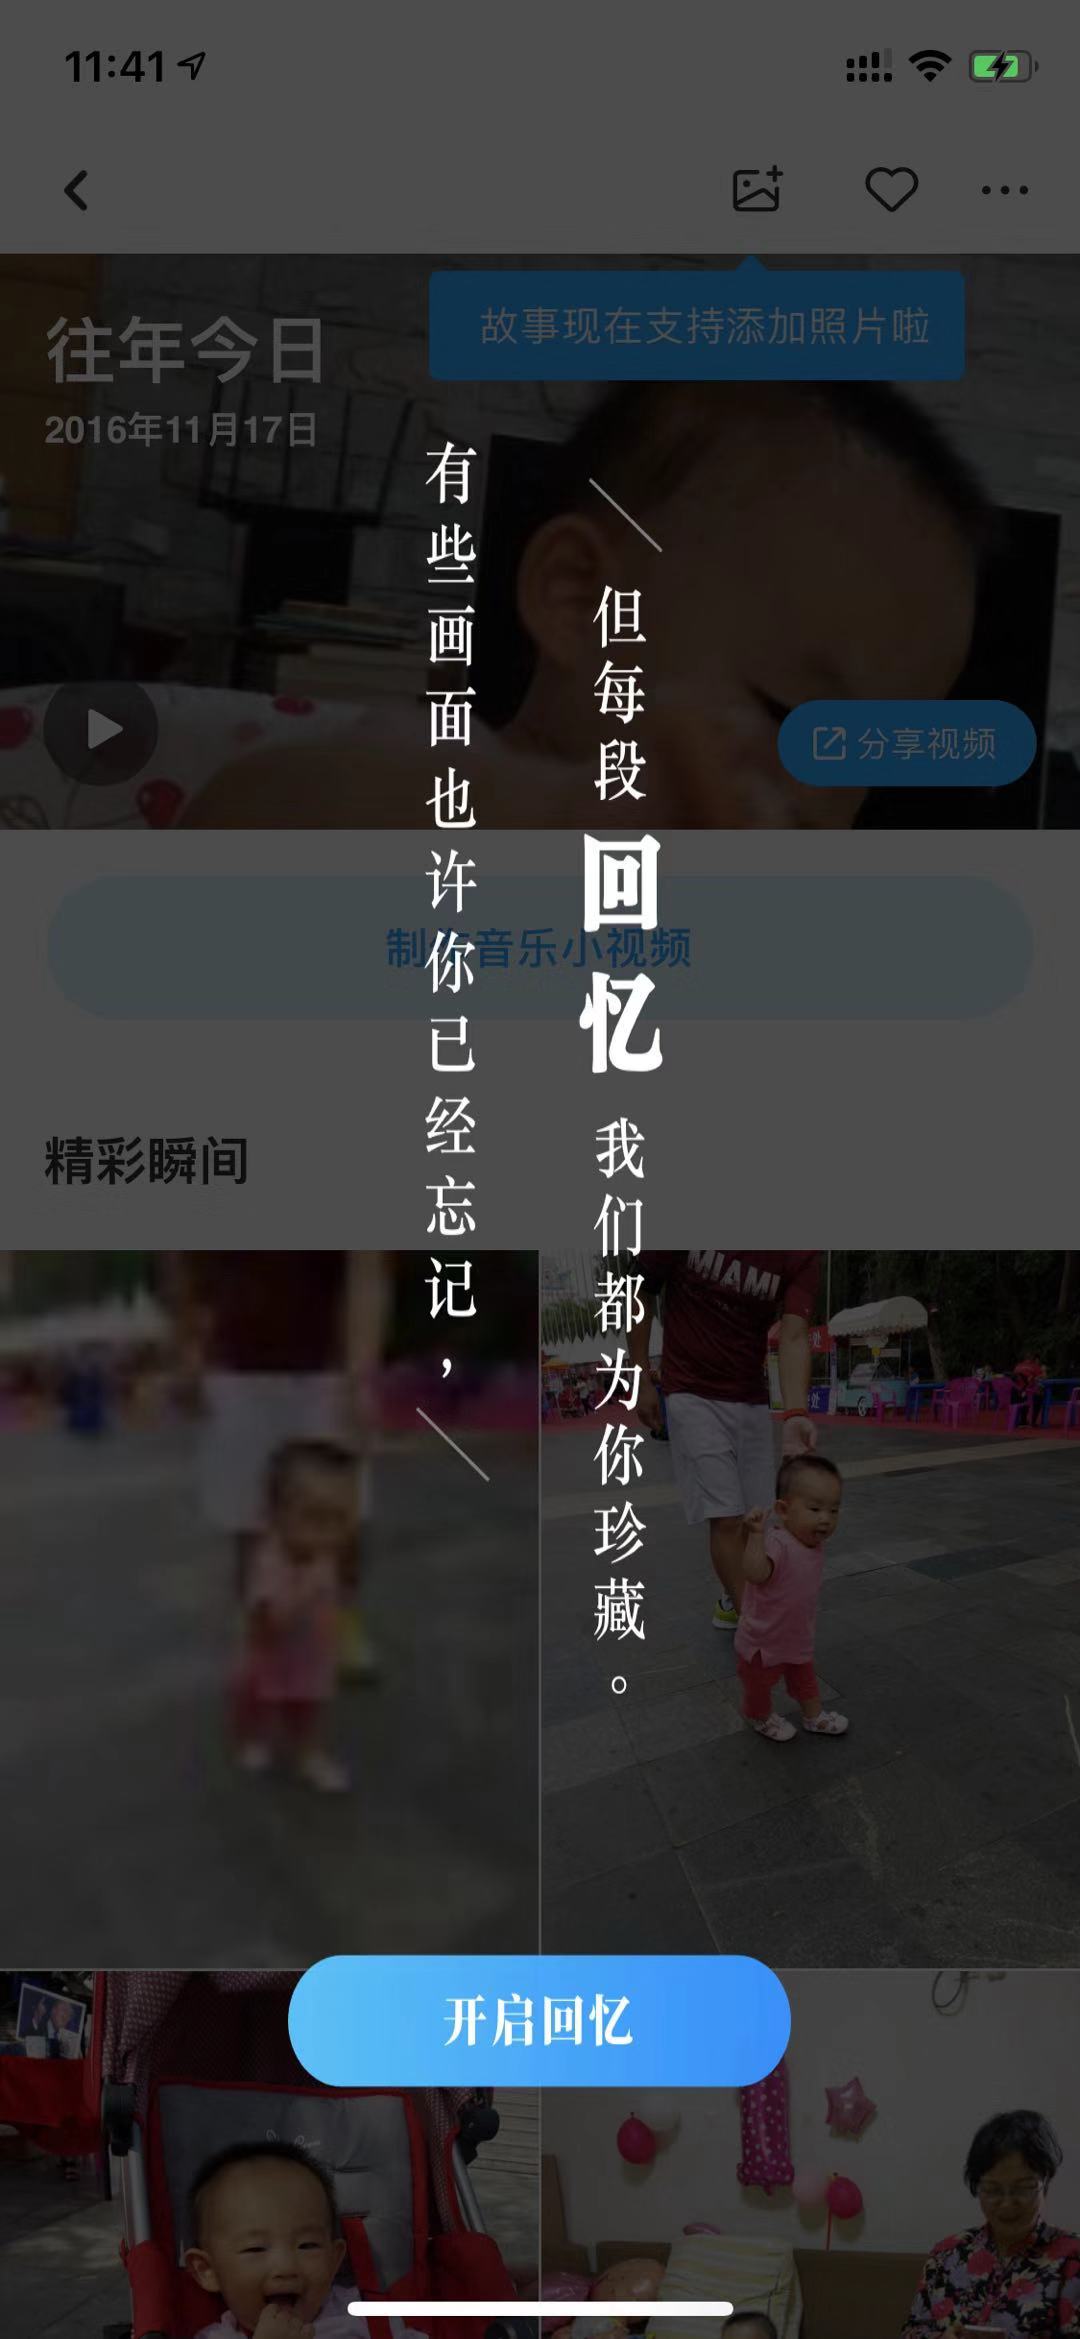 11:41
往年今日
2016年11月17日
故事现在支持添加照片啦
有些画面也许你已经忘记，
但每段回忆我们都为你珍藏。
分享视频
制作音乐小视频
精彩瞬间
MIAMI
开启回忆